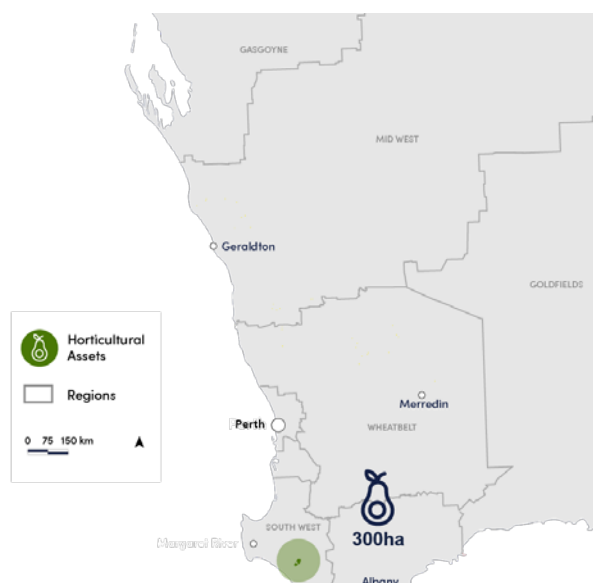 GASGOYNE
MID WEST
Geraldton
GOLDFIELDS
Horticultural
Assets
Regions
0 75 150 km
Merredin
Perth
WHEATBELT
SOUTH WEST
Margaret River
300ha
Albany